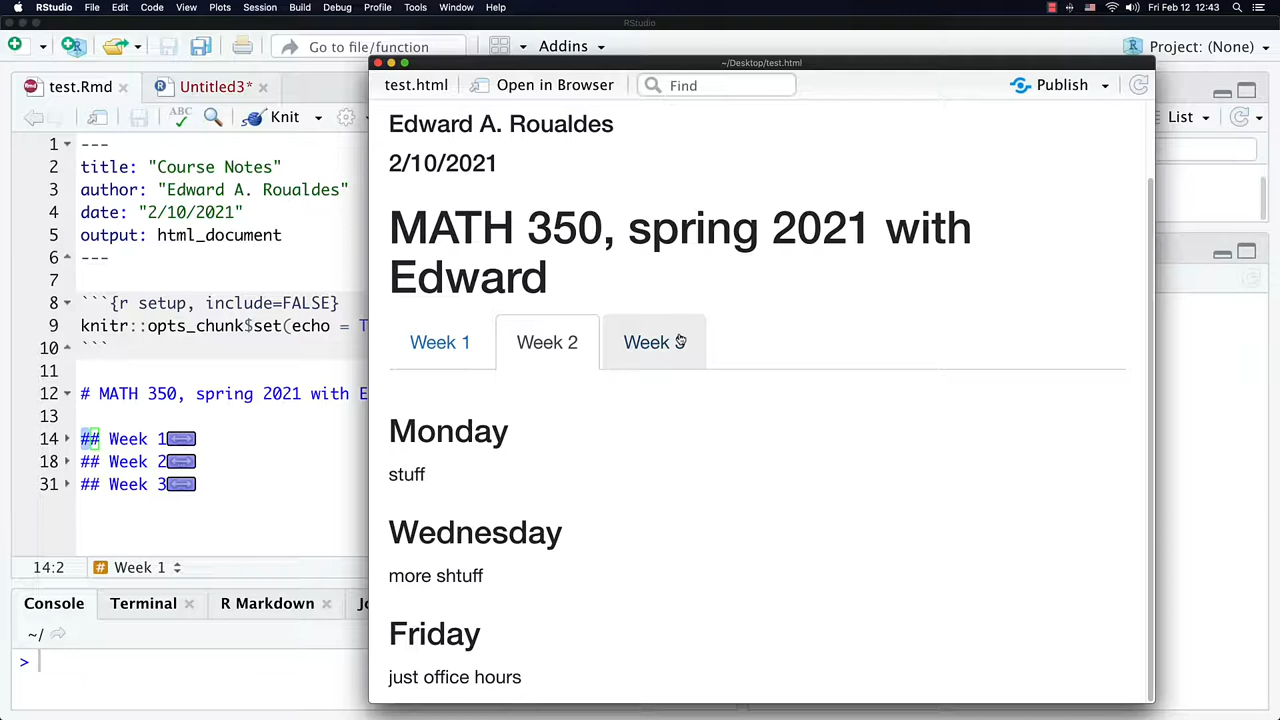 RStudio File Edit Code View Plots Session Build Debug Profile Tools Window Help Fri Feb 12 12:43
RStudio
Go to file/function Addins Project: (None)
~/Desktop/test.html
test.Rmd Untitled3* test.html Open in Browser Find Publish
ABC Knit List
1 ---
2 title: "Course Notes"
3 author: "Edward A. Roualdes"
4 date: "2/10/2021"
5 output: html_document
6 ---
7
8 ```{r setup, include=FALSE}
9 knitr::opts_chunk$set(echo = T
10 ```
11
12 # MATH 350, spring 2021 with E
13
14 ## Week 1
18 ## Week 2
31 ## Week 3
14:2 # Week 1
Console Terminal R Markdown Jo
~/
>
Edward A. Roualdes
2/10/2021
MATH 350, spring 2021 with
Edward
Week 1 Week 2 Week
Monday
stuff
Wednesday
more shtuff
Friday
just office hours